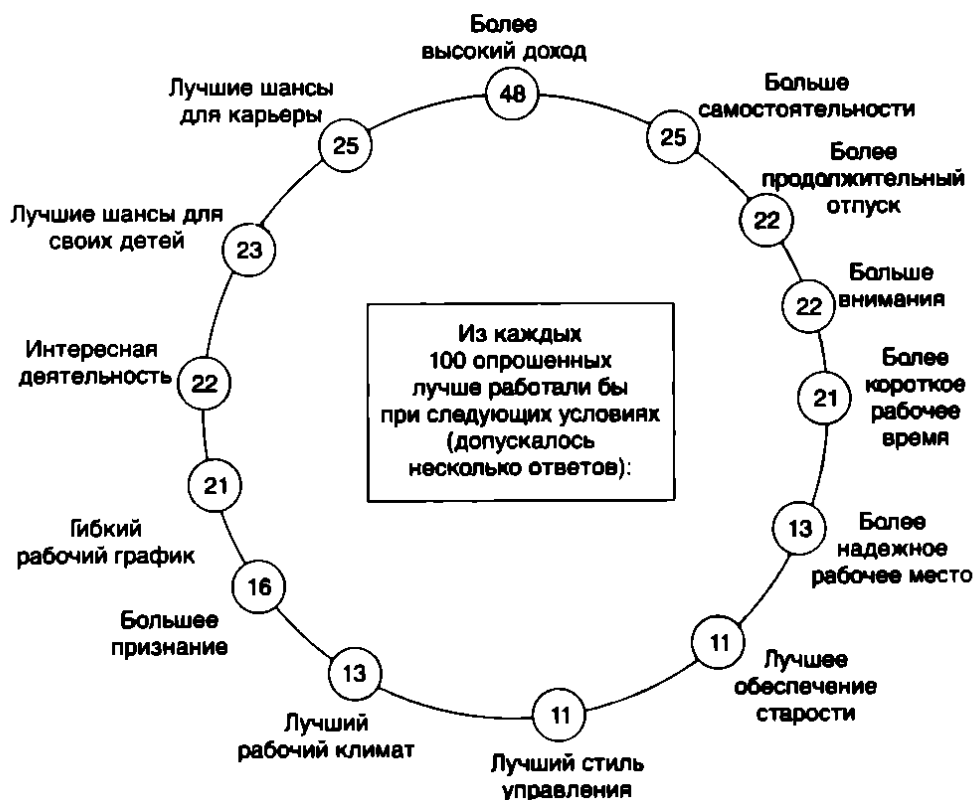 Более
высокий доход
48
Больше
самостоятельности
25
Более
продолжительный
отпуск
22
Больше
внимания
22
Более
короткое
рабочее
время
21
Более
надежное
рабочее место
13
Лучшее
обеспечение
старости
11
Лучший стиль
управления
11
Лучший
рабочий климат
13
Большее
признание
16
Гибкий
рабочий график
21
Интересная
деятельность
22
Лучшие шансы для
своих детей
23
Лучшие шансы
для карьеры
25
Из каждых
100 опрошенных
лучше работали бы
при следующих условиях
(допускалось
несколько ответов):